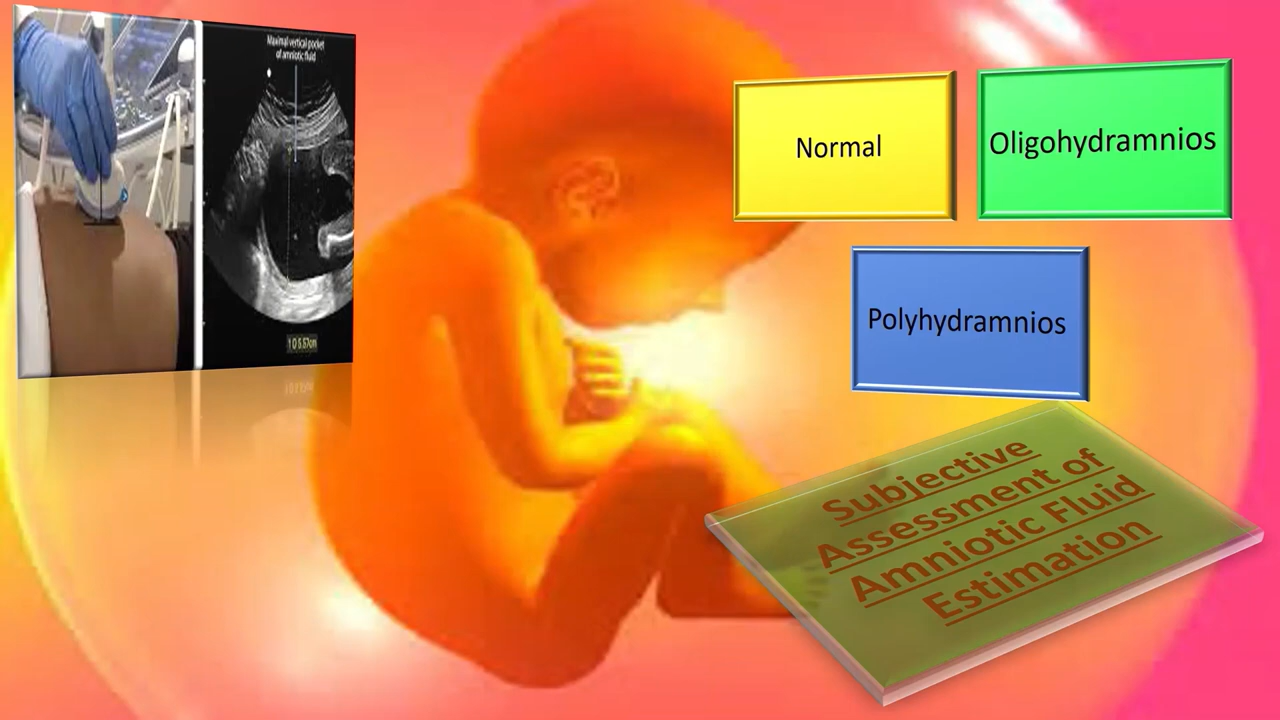 Maximal vertical pocket
of amniotic fluid
Normal
Oligohydramnios
Polyhydramnios
Subjective
Assessment of
Amniotic Fluid
Estimation